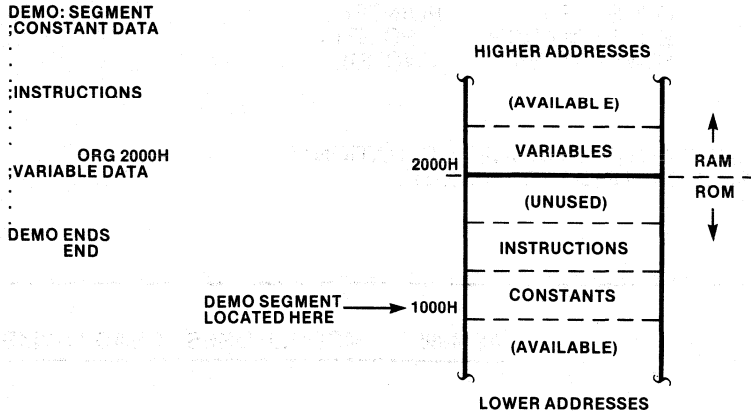 DEMO: SEGMENT
;CONSTANT DATA
;INSTRUCTIONS
ORG 2000H
;VARIABLE DATA
DEMO ENDS
END
HIGHER ADDRESSES
(AVAILABL E)
VARIABLES
2000H
RAM
ROM
(UNUSED)
INSTRUCTIONS
DEMO SEGMENT
LOCATED HERE
1000H
CONSTANTS
(AVAILABLE)
LOWER ADDRESSES